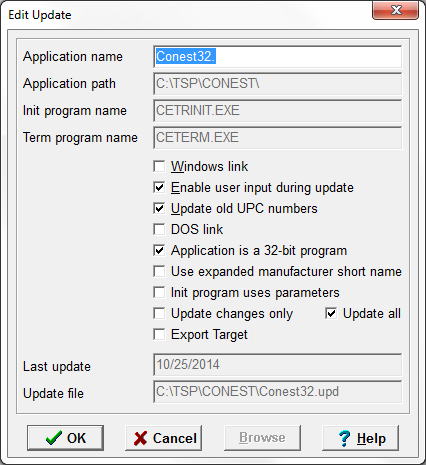 Edit Update
Application name Conest32.
Application path C:\TSP\CONEST\
Init program name CETRINIT.EXE
Term program name CETERM.EXE
Windows link
Enable user input during update
Update old UPC numbers
DOS link
Application is a 32-bit program
Use expanded manufacturer short name
Init program uses parameters
Update changes only Update all
Export Target
Last update 10/25/2014
Update file C:\TSP\CONEST\Conest32.upd
OK Cancel Browse Help